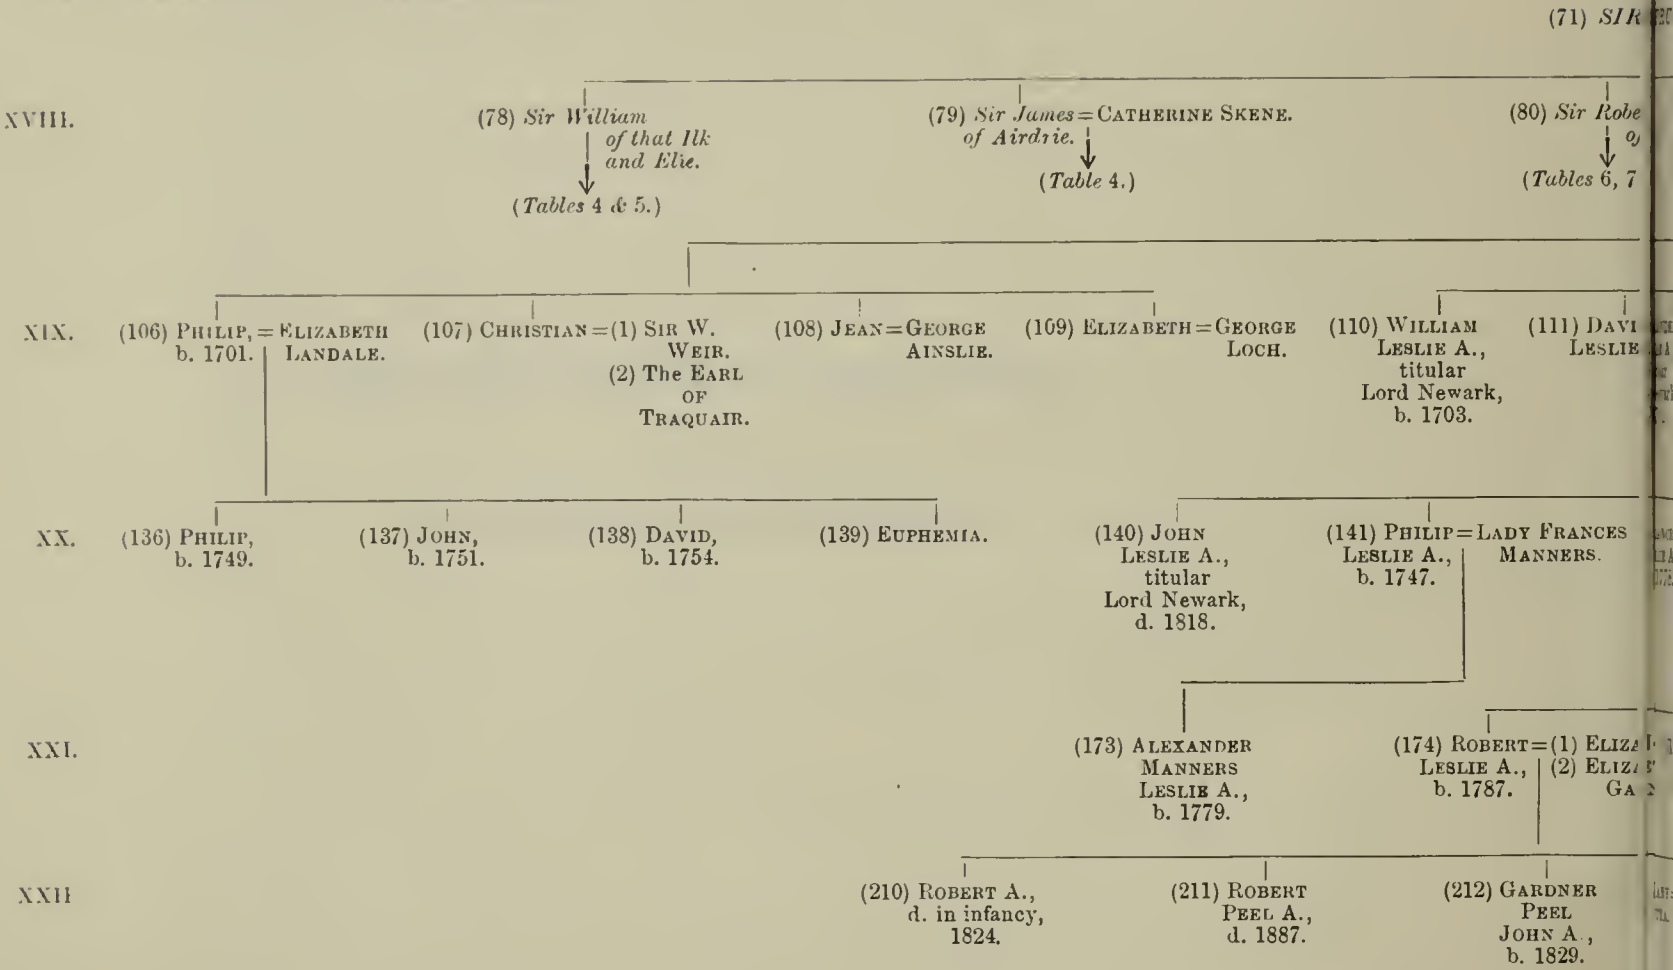 (71) SIR
XVIII.
(78) Sir William
of that Ilk
and Elie.
(Tables 4 & 5.)
(79) Sir James = CATHERINE SKENE.
of Airdrie.
(Table 4.)
(80) Sir Robe
(Tables 6, 7
XIX.
(106) PHILIP, = ELIZABETH
b. 1701. LANDALE.
(107) CHRISTIAN = (1) SIR W.
WEIR.
(2) The EARL
OF
TRAQUAIR.
(108) JEAN = GEORGE
AINSLIE.
(109) ELIZABETH = GEORGE
LOCH.
(110) WILLIAM
LESLIE A.,
titular
Lord Newark,
b. 1703.
(111) DAVI
LESLIE
XX.
(136) PHILIP,
b. 1749.
(137) JOHN,
b. 1751.
(138) DAVID,
b. 1754.
(139) EUPHEMIA.
(140) JOHN
LESLIE A.,
titular
Lord Newark,
d. 1818.
(141) PHILIP = LADY FRANCES
LESLIE A., MANNERS.
b. 1747.
XXI.
(173) ALEXANDER
MANNERS
LESLIE A.,
b. 1779.
(174) ROBERT = (1) ELIZA
LESLIE A., (2) ELIZA
b. 1787. GA
XXII
(210) ROBERT A.,
d. in infancy,
1824.
(211) ROBERT
PEEL A.,
d. 1887.
(212) GARDNER
PEEL
JOHN A.,
b. 1829.